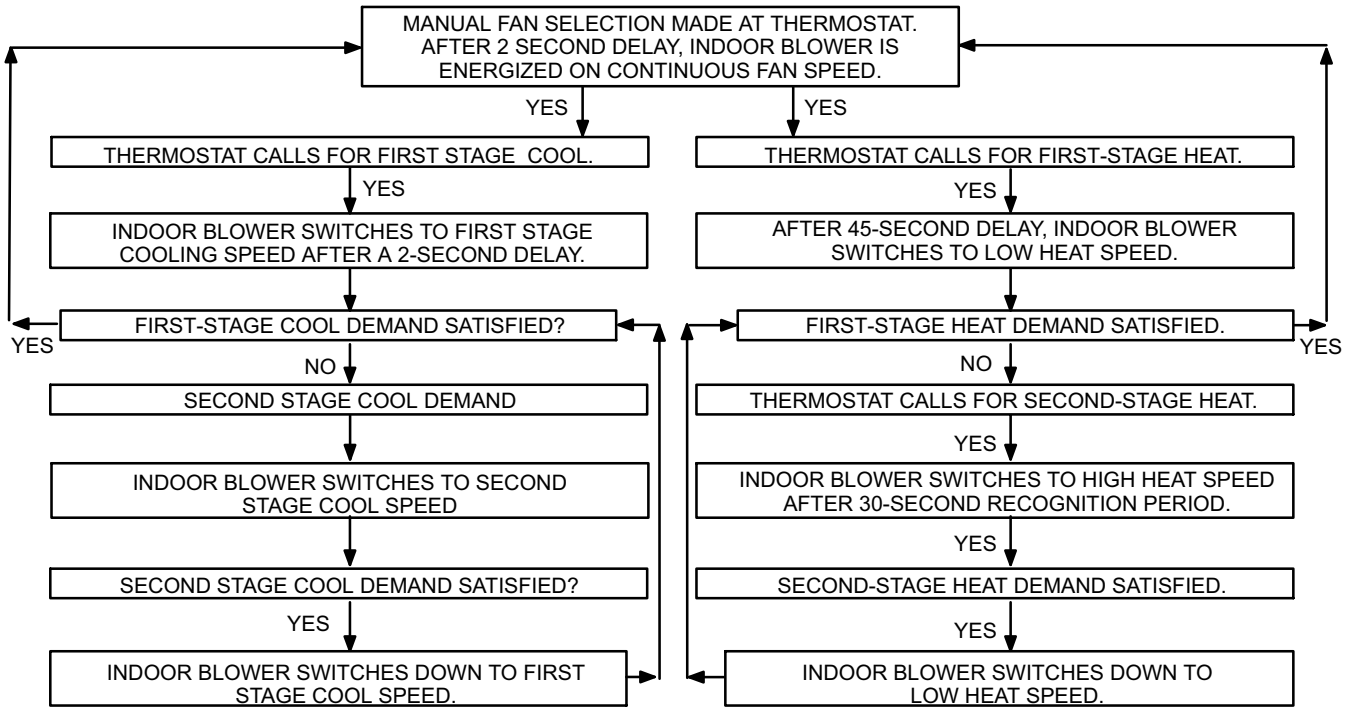 MANUAL FAN SELECTION MADE AT THERMOSTAT.
AFTER 2 SECOND DELAY, INDOOR BLOWER IS
ENERGIZED ON CONTINUOUS FAN SPEED.
YES
YES
THERMOSTAT CALLS FOR FIRST STAGE COOL.
YES
INDOOR BLOWER SWITCHES TO FIRST STAGE
COOLING SPEED AFTER A 2-SECOND DELAY.
FIRST-STAGE COOL DEMAND SATISFIED?
YES
NO
SECOND STAGE COOL DEMAND
INDOOR BLOWER SWITCHES TO SECOND
STAGE COOL SPEED
SECOND STAGE COOL DEMAND SATISFIED?
YES
INDOOR BLOWER SWITCHES DOWN TO FIRST
STAGE COOL SPEED.
THERMOSTAT CALLS FOR FIRST-STAGE HEAT.
YES
AFTER 45-SECOND DELAY, INDOOR BLOWER
SWITCHES TO LOW HEAT SPEED.
FIRST-STAGE HEAT DEMAND SATISFIED.
YES
NO
THERMOSTAT CALLS FOR SECOND-STAGE HEAT.
YES
INDOOR BLOWER SWITCHES TO HIGH HEAT SPEED
AFTER 30-SECOND RECOGNITION PERIOD.
YES
SECOND-STAGE HEAT DEMAND SATISFIED.
YES
INDOOR BLOWER SWITCHES DOWN TO
LOW HEAT SPEED.